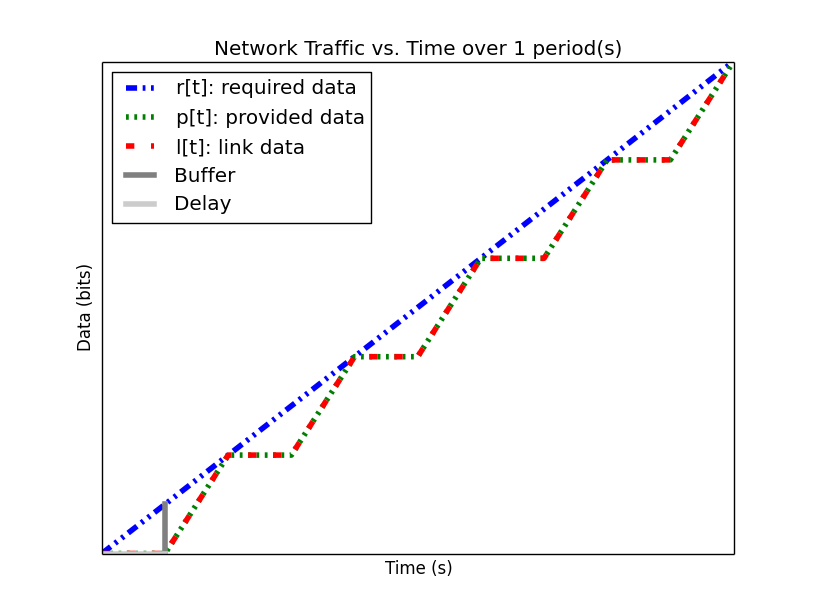 Network Traffic vs. Time over 1 period(s)
r[t]: required data
p[t]: provided data
l[t]: link data
Buffer
Delay
Data (bits)
Time (s)